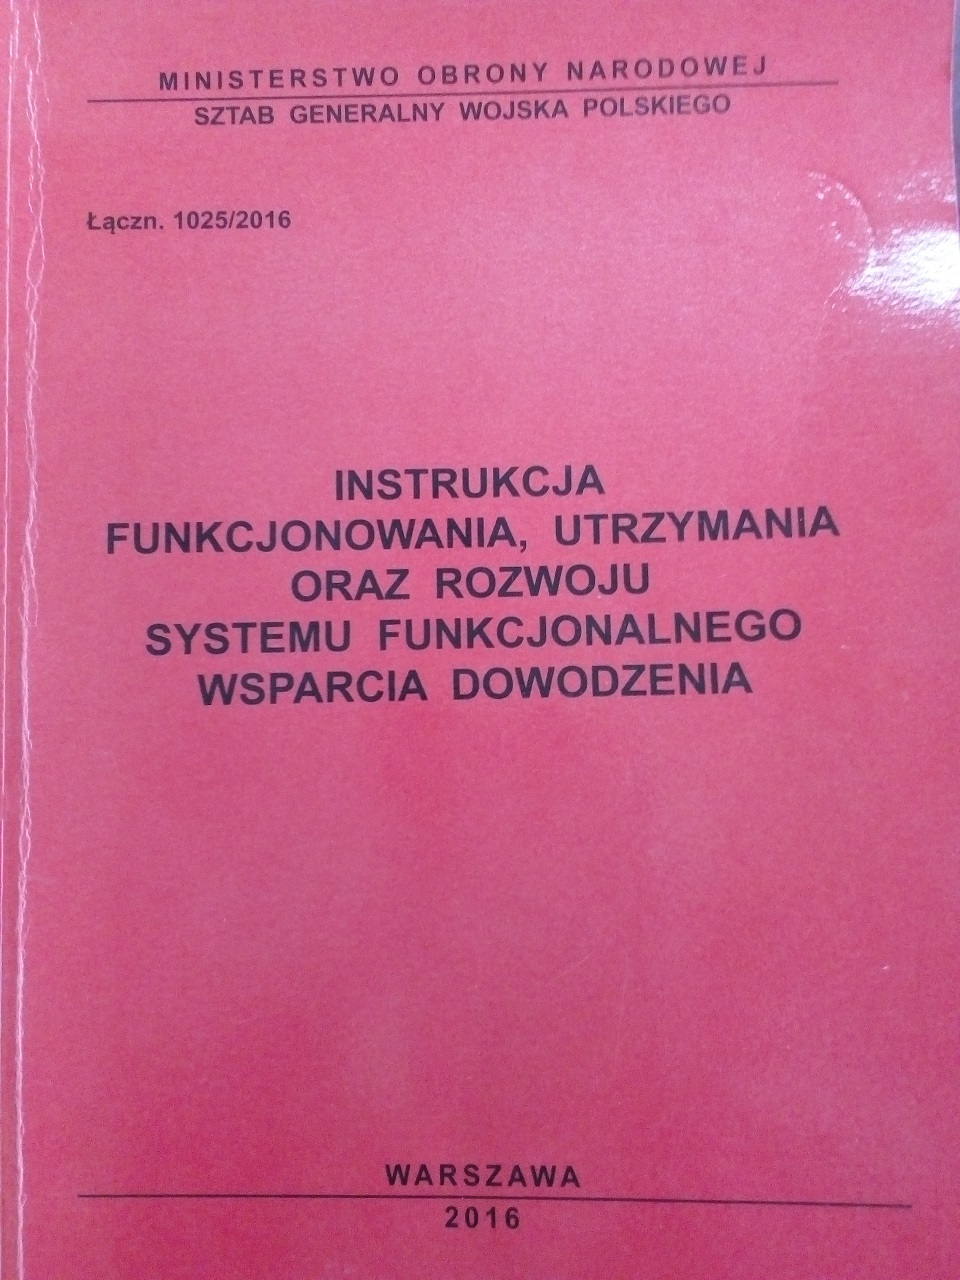 MINISTERSTWO OBRONY NARODOWEJ
SZTAB GENERALNY WOJSKA POLSKIEGO
Łączn. 1025/2016
INSTRUKCJA
FUNKCJONOWANIA, UTRZYMANIA
ORAZ ROZWOJU
SYSTEMU FUNKCJONALNEGO
WSPARCIA DOWODZENIA
WARSZAWA
2016